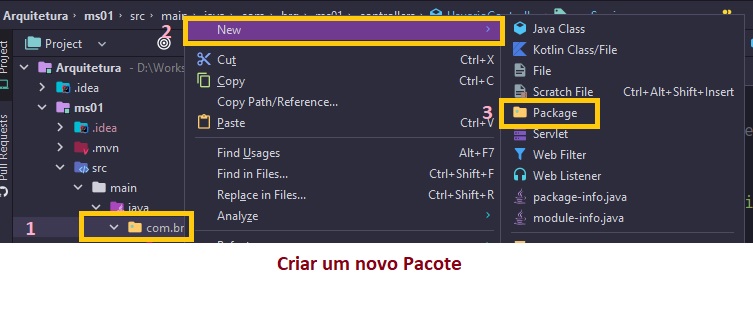 Arquitetura › ms01 › src › main › java › com › brq › ms01 › controllers
Project
2
New
Java Class
Kotlin Class/File
File
Scratch File Ctrl+Alt+Shift+Insert
3
Package
Servlet
Web Filter
Web Listener
package-info.java
module-info.java
Cut Ctrl+X
Copy Ctrl+C
Copy Path/Reference...
Paste Ctrl+V
Find Usages Alt+F7
Find in Files... Ctrl+Shift+F
Replace in Files... Ctrl+Shift+R
Analyze
Project
Pull Requests
Arquitetura - D:\Works
.idea
ms01
.idea
.mvn
src
main
java
1
com.br
Criar um novo Pacote